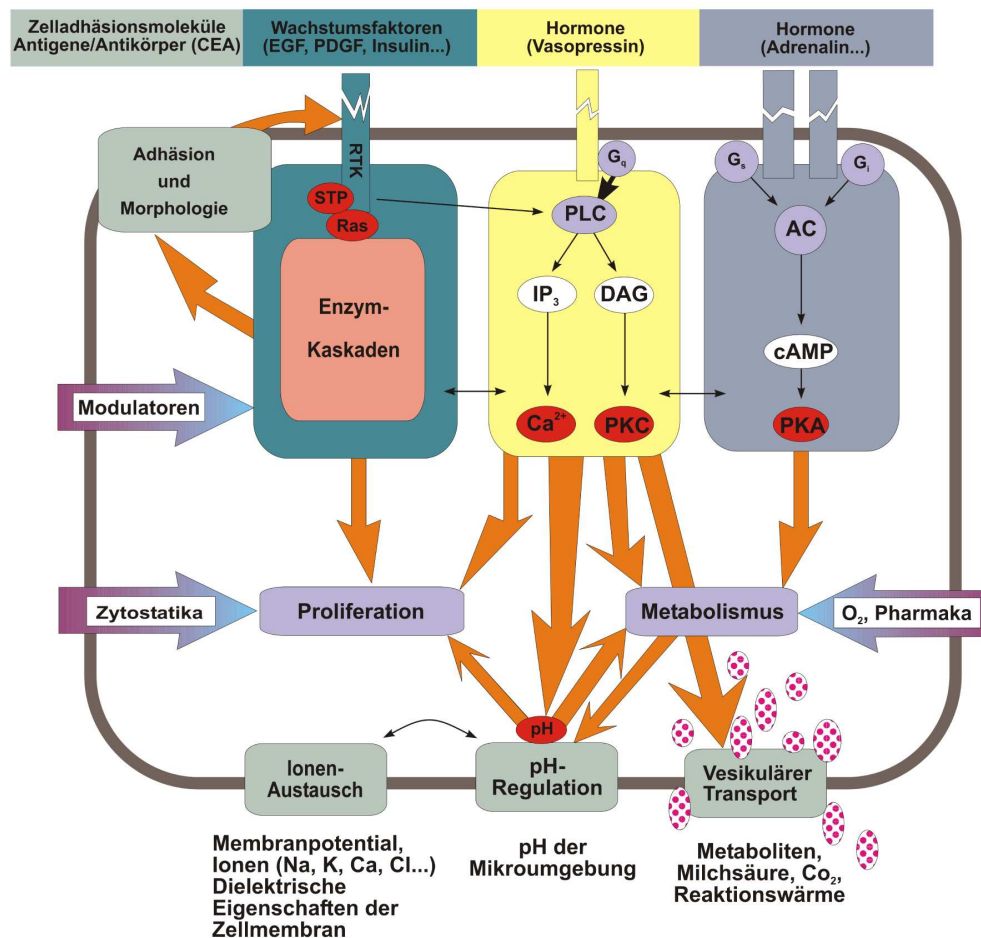 Zelladhäsionsmoleküle
Antigene/Antikörper (CEA)
Wachstumsfaktoren
(EGF, PDGF, Insulin...)
Hormone
(Vasopressin)
Hormone
(Adrenalin...)
Adhäsion
und
Morphologie
RTK
STP
Ras
Enzym-
Kaskaden
Gq
PLC
IP3
DAG
Ca2+
PKC
Gs
Gi
AC
cAMP
PKA
Modulatoren
Zytostatika
Proliferation
Metabolismus
O2, Pharmaka
pH
Ionen-
Austausch
pH-
Regulation
Vesikulärer
Transport
Membranpotential,
Ionen (Na, K, Ca, Cl...)
Dielektrische
Eigenschaften der
Zellmembran
pH der
Mikroumgebung
Metaboliten,
Milchsäure, Co2,
Reaktionswärme